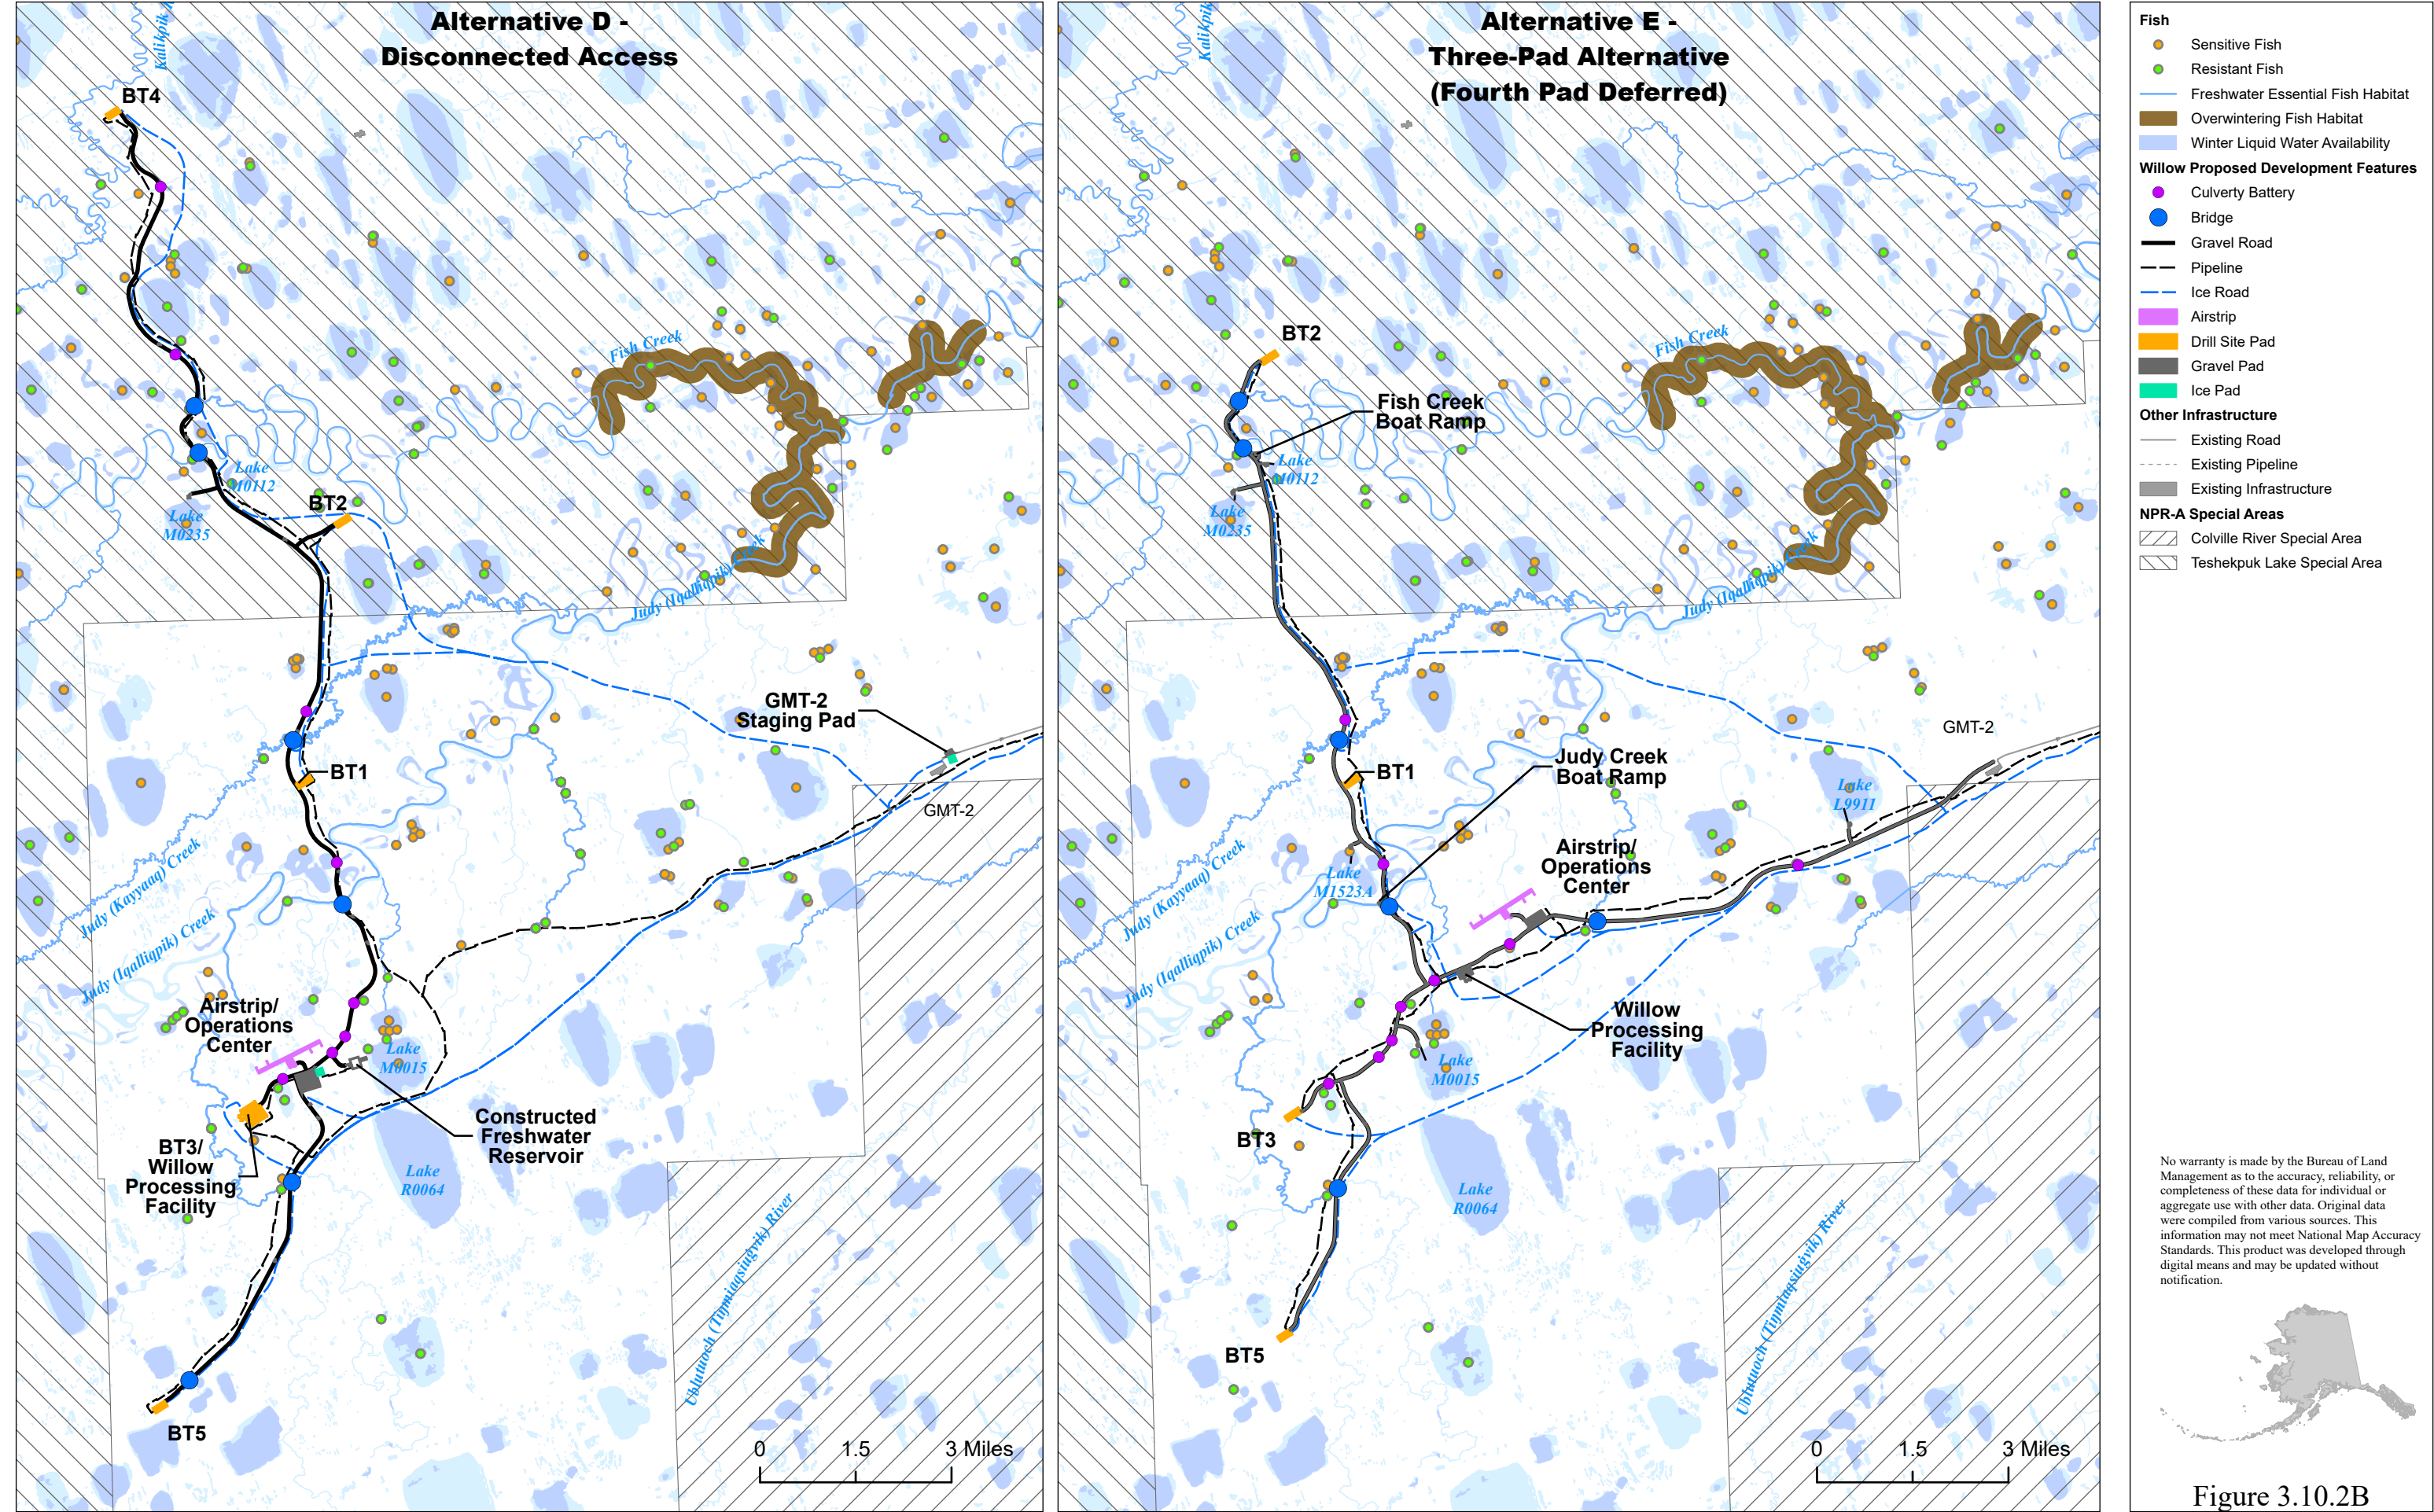 Alternative D -
Disconnected Access
Kalikpik
BT4
Fish Creek
Lake
M0112
BT2
Lake
M0235
Judy (Iqalliqpik) Creek
GMT-2
Staging Pad
BT1
GMT-2
Judy (Kayyaaq) Creek
Judy (Iqalliqpik) Creek
Airstrip/
Operations
Center
Lake
M0015
Constructed
Freshwater
Reservoir
BT3/
Willow
Processing
Facility
Lake
R0064
Ublutuoch (Tiŋmiaqsiuġvik) River
BT5
0 1.5 3 Miles
Alternative E -
Three-Pad Alternative
(Fourth Pad Deferred)
Kalikpik
BT2
Fish Creek
Fish Creek
Boat Ramp
Lake
M0112
Lake
M0235
Judy (Iqalliqpik) Creek
GMT-2
Judy Creek
Boat Ramp
BT1
Lake
L9911
Airstrip/
Operations
Center
Lake
M1523A
Judy (Kayyaaq) Creek
Judy (Iqalliqpik) Creek
Willow
Processing
Facility
Lake
M0015
BT3
Lake
R0064
Ublutuoch (Tiŋmiaqsiuġvik) River
BT5
0 1.5 3 Miles
Fish
Sensitive Fish
Resistant Fish
Freshwater Essential Fish Habitat
Overwintering Fish Habitat
Winter Liquid Water Availability
Willow Proposed Development Features
Culverty Battery
Bridge
Gravel Road
Pipeline
Ice Road
Airstrip
Drill Site Pad
Gravel Pad
Ice Pad
Other Infrastructure
Existing Road
Existing Pipeline
Existing Infrastructure
NPR-A Special Areas
Colville River Special Area
Teshekpuk Lake Special Area
No warranty is made by the Bureau of Land
Management as to the accuracy, reliability, or
completeness of these data for individual or
aggregate use with other data. Original data
were compiled from various sources. This
information may not meet National Map Accuracy
Standards. This product was developed through
digital means and may be updated without
notification.
Figure 3.10.2B